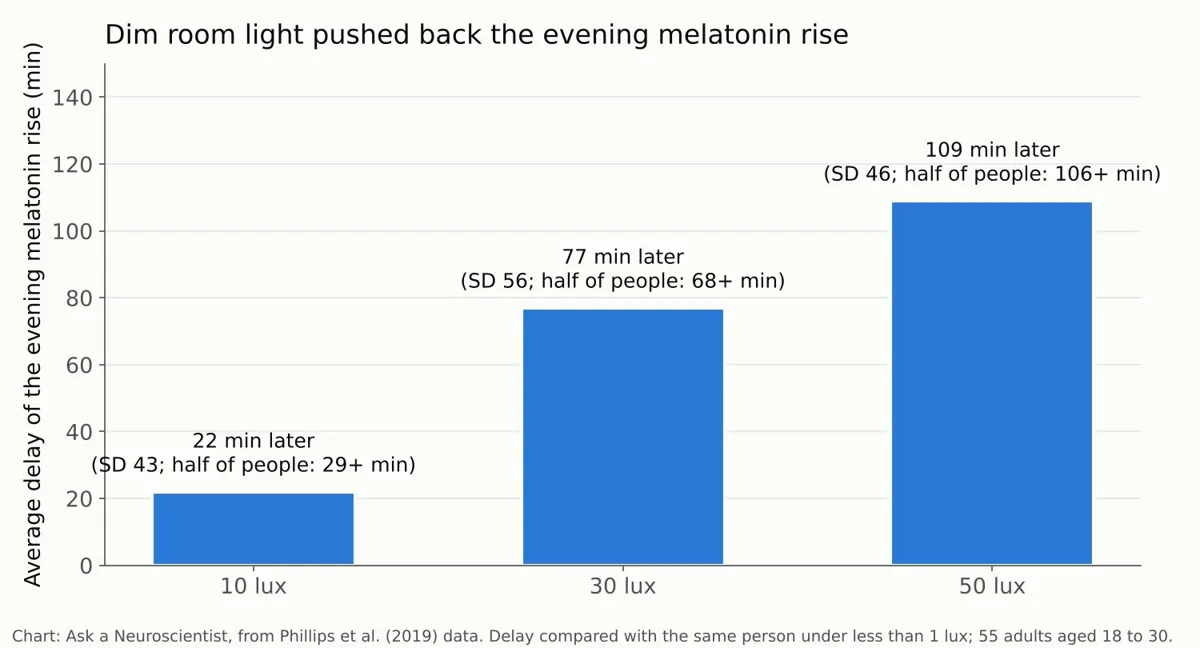 Dim room light pushed back the evening melatonin rise
Average delay of the evening melatonin rise (min)
140
120
100
80
60
40
20
0
22 min later
(SD 43; half of people: 29+ min)
77 min later
(SD 56; half of people: 68+ min)
109 min later
(SD 46; half of people: 106+ min)
10 lux
30 lux
50 lux
Chart: Ask a Neuroscientist, from Phillips et al. (2019) data. Delay compared with the same person under less than 1 lux; 55 adults aged 18 to 30.